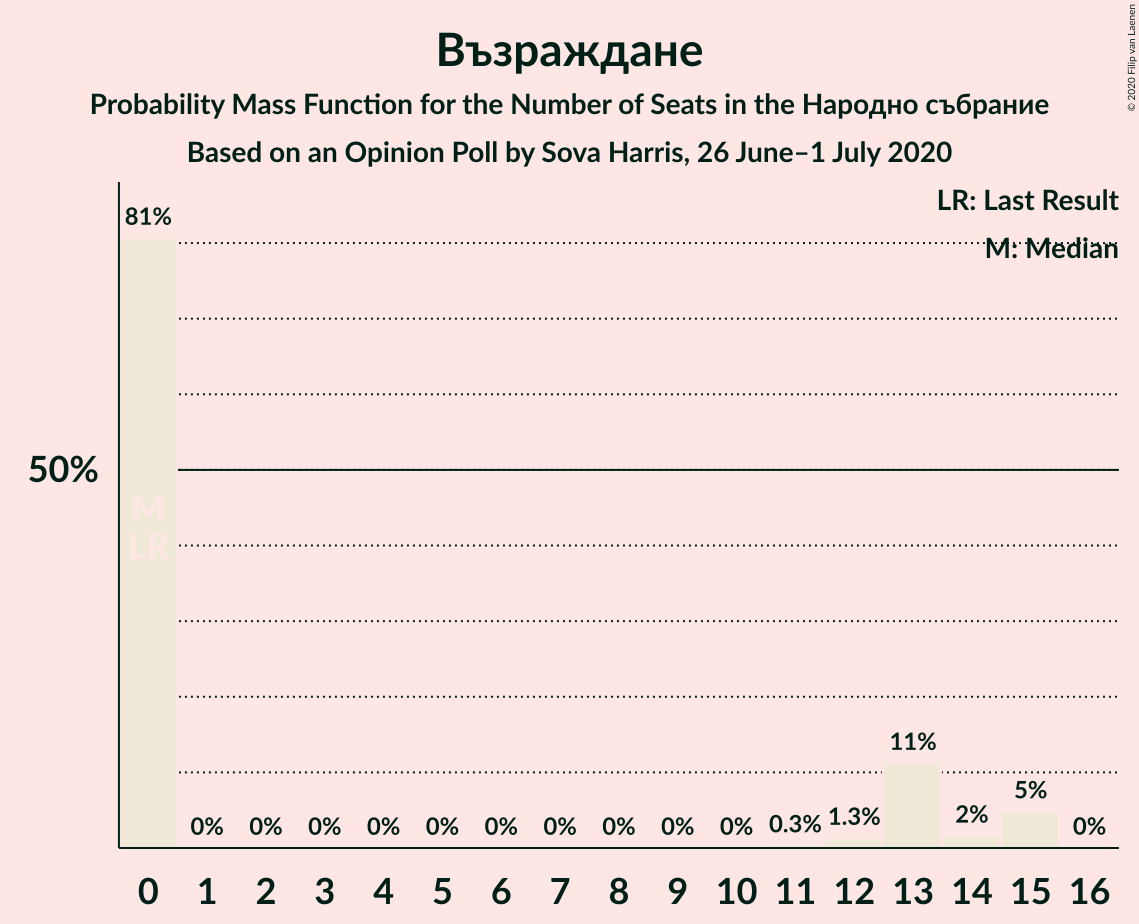 Възраждане
Probability Mass Function for the Number of Seats in the Народно събрание
Based on an Opinion Poll by Sova Harris, 26 June–1 July 2020
© 2020 Filip van Laenen
LR: Last Result
M: Median
81%
50%
M
LR
0% 0% 0% 0% 0% 0% 0% 0% 0% 0% 0.3% 1.3% 11% 2% 5% 0%
0 1 2 3 4 5 6 7 8 9 10 11 12 13 14 15 16